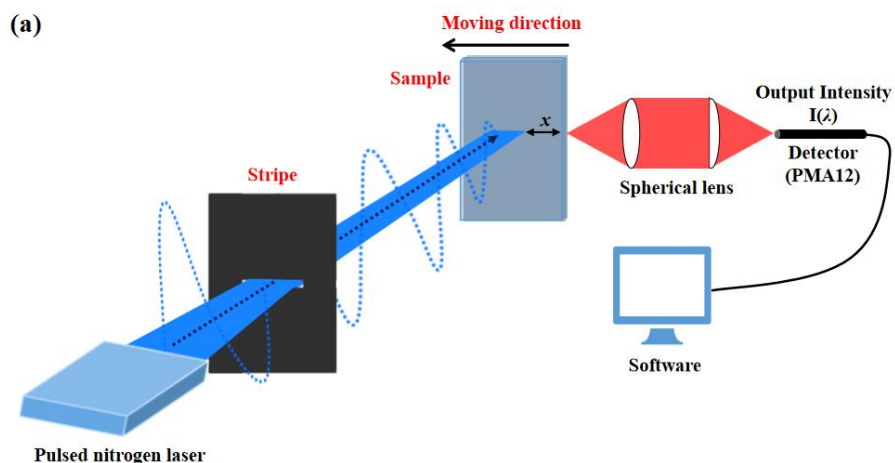 (a)
Moving direction
Sample
x
Output Intensity
I(λ)
Detector
(PMA12)
Spherical lens
Stripe
Software
Pulsed nitrogen laser